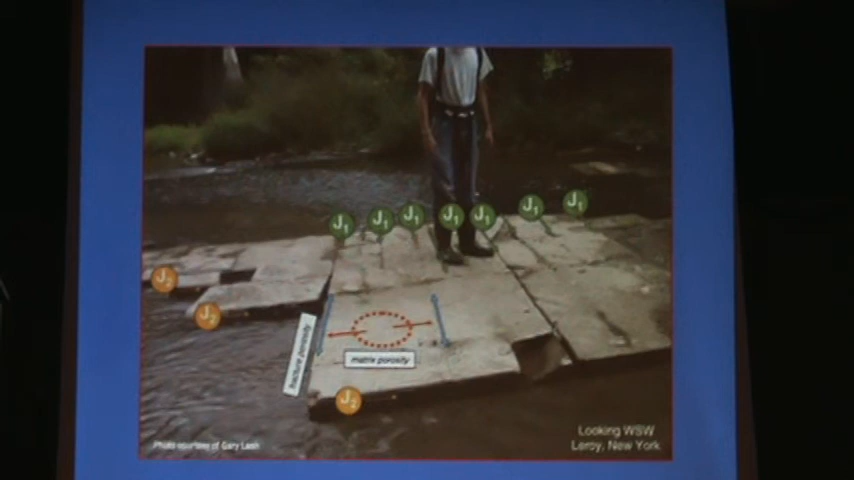 J1 J1 J1 J1 J1 J1 J1
J2
J2
fracture porosity
matrix porosity
J2
Photo courtesy of Gary Lash
Looking WSW
Leroy, New York